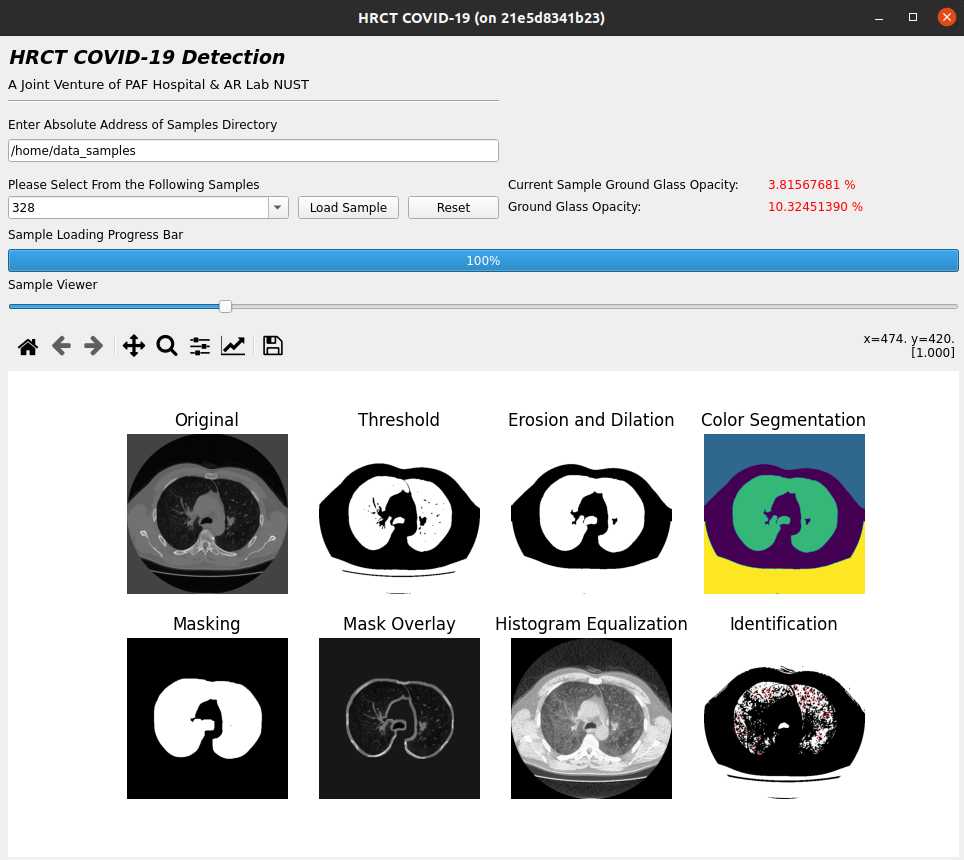 HRCT COVID-19 (on 21e5d8341b23)
HRCT COVID-19 Detection
A Joint Venture of PAF Hospital & AR Lab NUST
Enter Absolute Address of Samples Directory
/home/data_samples
Please Select From the Following Samples
Current Sample Ground Glass Opacity: 3.81567681 %
328 Load Sample Reset
Ground Glass Opacity: 10.32451390 %
Sample Loading Progress Bar
100%
Sample Viewer
x=474. y=420.
[1.000]
Original Threshold Erosion and Dilation Color Segmentation
Masking Mask Overlay Histogram Equalization Identification